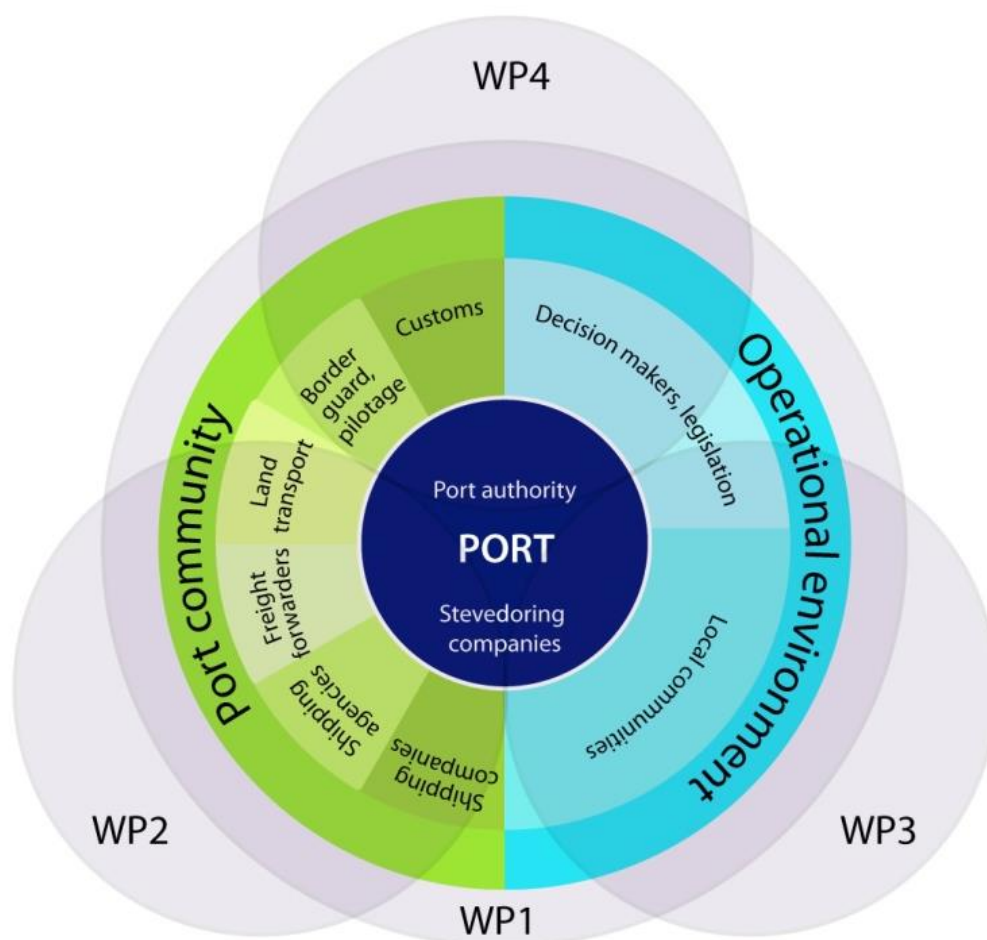 WP4
Customs
Border
guard,
pilotage
Land
transport
Freight
forwarders
Shipping
agencies
Shipping
companies
Port community
Decision makers, legislation
Local communities
Operational environment
Port authority
PORT
Stevedoring
companies
WP2
WP3
WP1